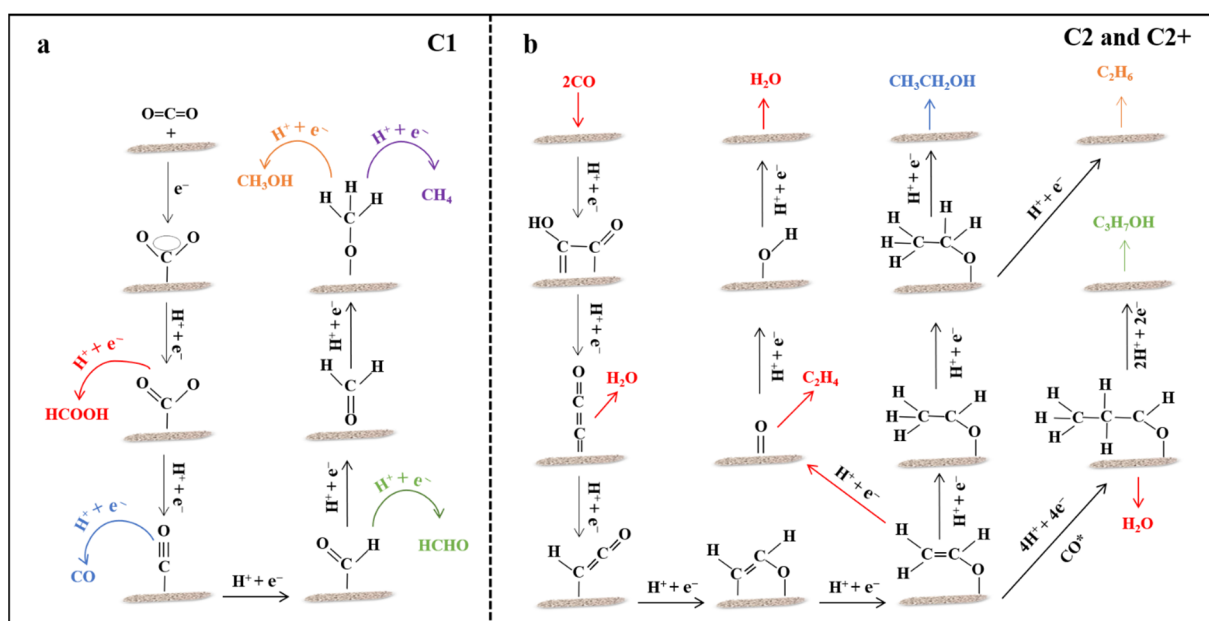 a
C1
O=C=O
+
e⁻
O
O
C
H⁺ + e⁻
H⁺ + e⁻
HCOOH
O
O
C
H⁺ + e⁻
H⁺ + e⁻
CO
O
C
H⁺ + e⁻
H⁺ + e⁻
H⁺ + e⁻
CH₃OH
CH₄
H
H
H
C
O
H⁺ + e⁻
H
H
C
O
H⁺ + e⁻
H⁺ + e⁻
HCHO
O
H
C
b
C2 and C2+
2CO
H₂O
CH₃CH₂OH
C₂H₆
H⁺ + e⁻
H⁺ + e⁻
H⁺ + e⁻
H⁺ + e⁻
HO
O
C
C
H
O
H
H
H
H
H
C
C
O
C₃H₇OH
H⁺ + e⁻
H⁺ + e⁻
H⁺ + e⁻
2H⁺ + 2e⁻
O
C
C
H₂O
O
C₂H₄
H
H
H
H
C
C
O
H
H
H
H
H
H
C
C
C
O
H⁺ + e⁻
H⁺ + e⁻
H⁺ + e⁻
4H⁺ + 4e⁻
CO*
H₂O
H
C
C
O
H⁺ + e⁻
H
H
C
C
O
H⁺ + e⁻
H
H
H
C
C
O